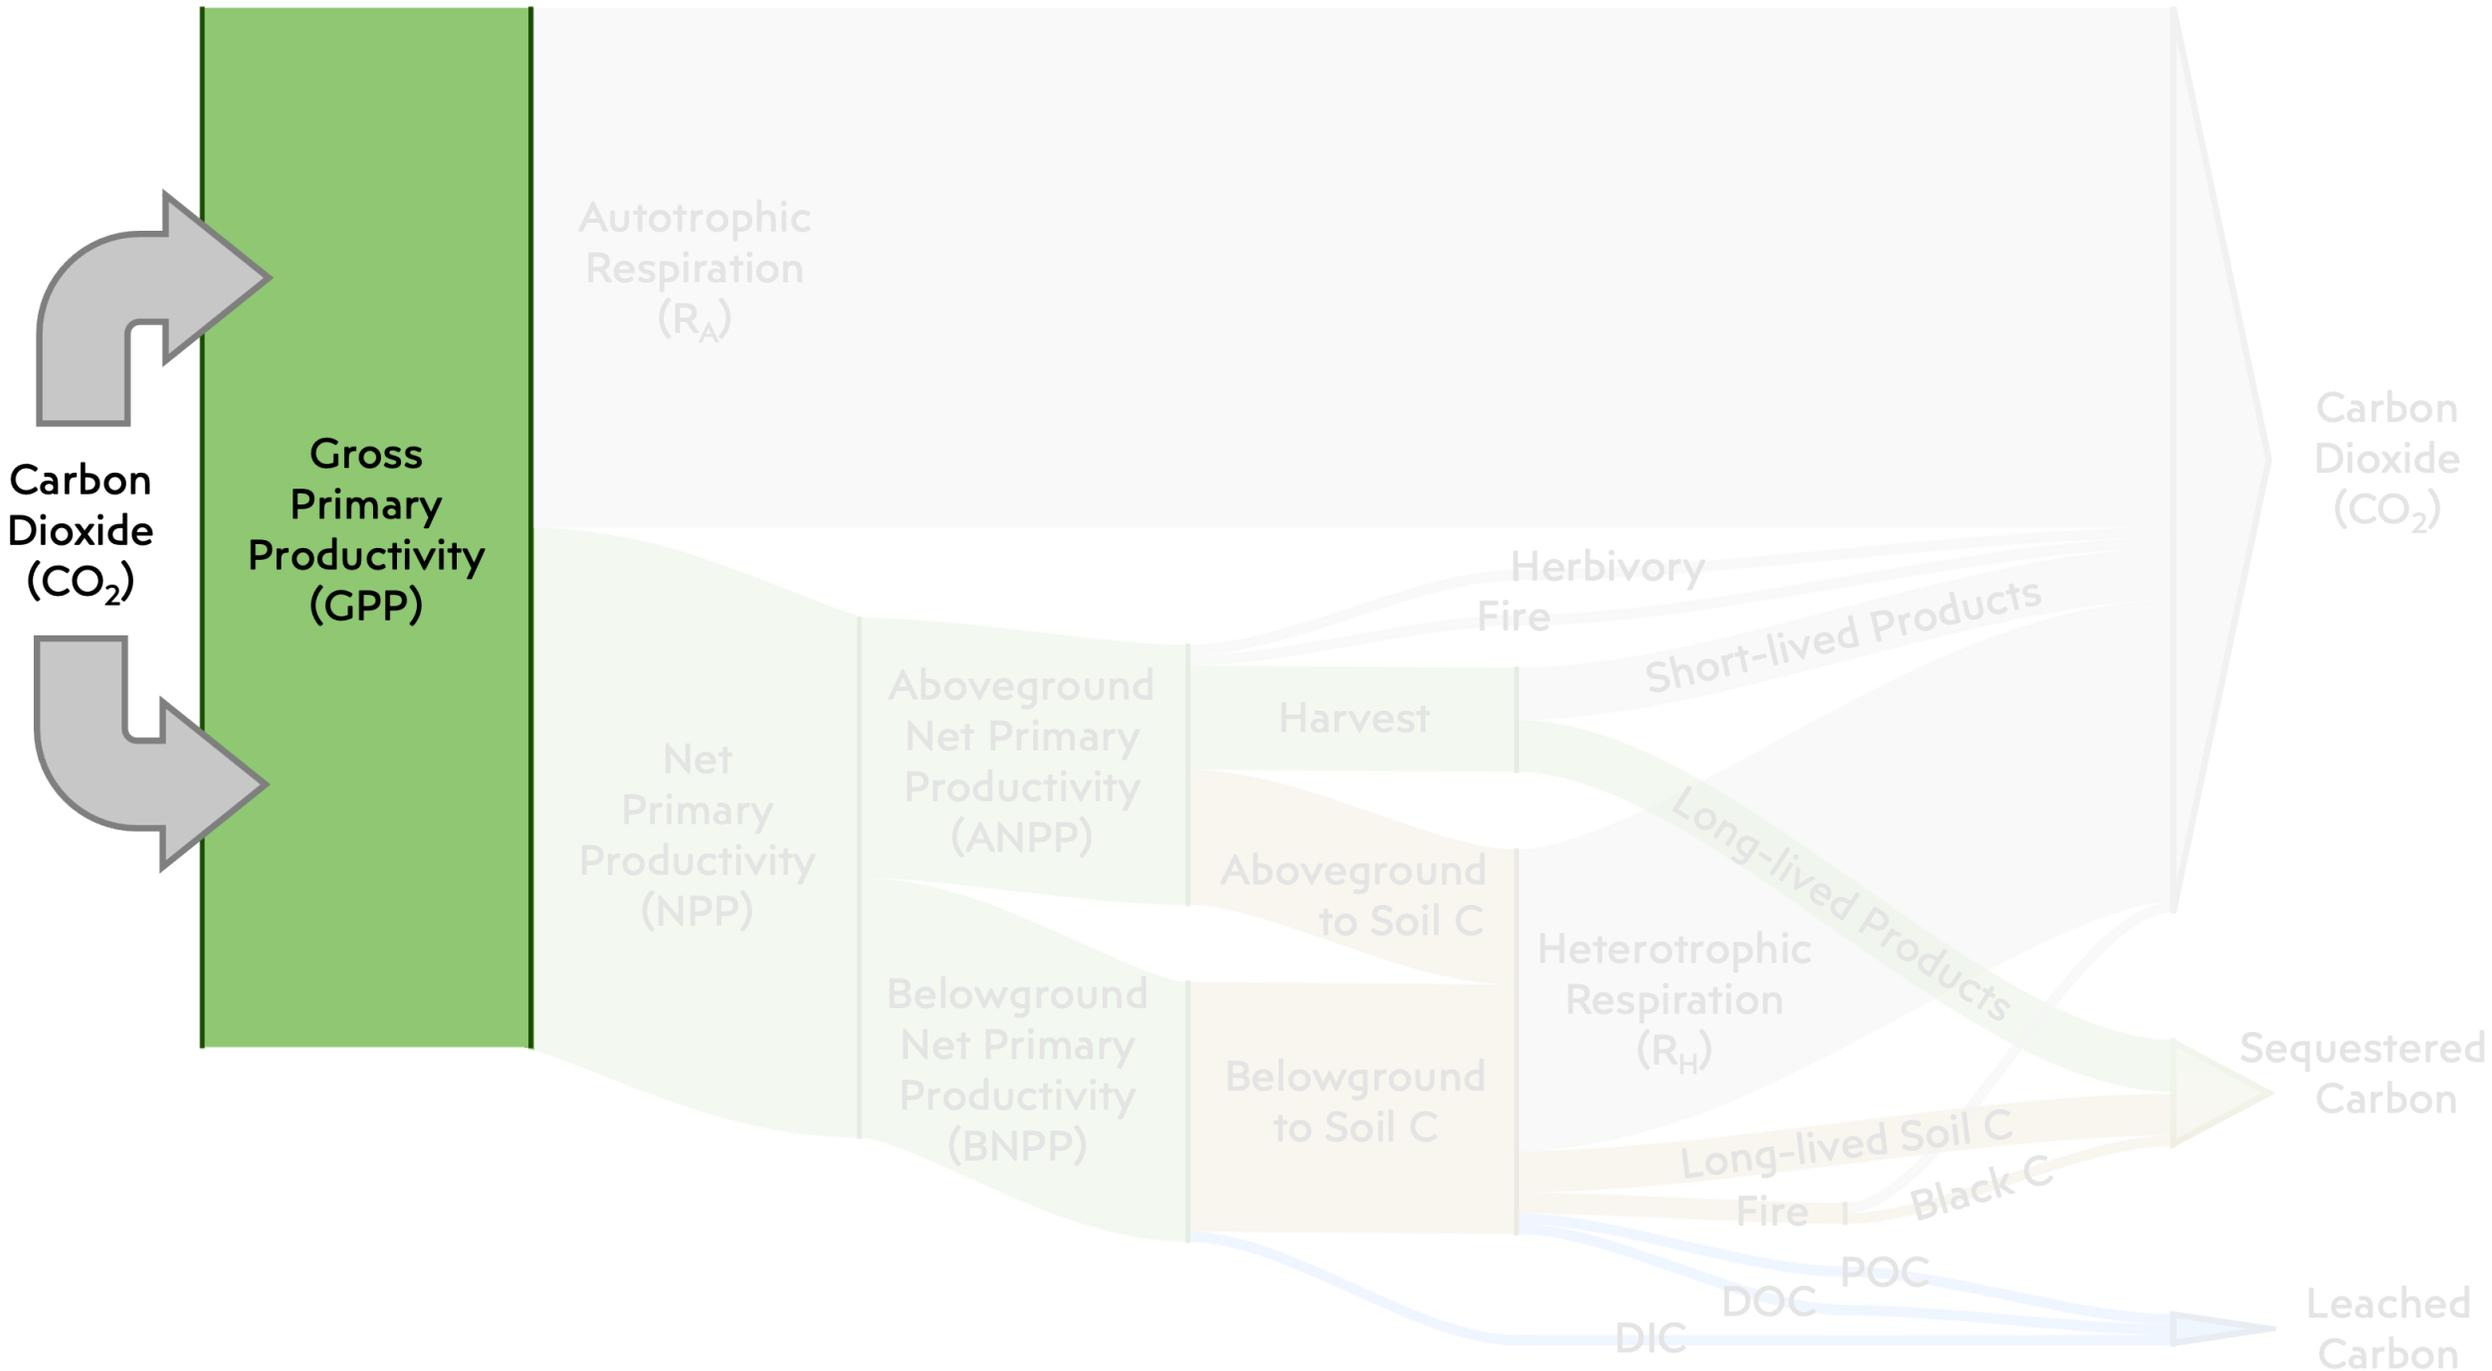 Carbon
Dioxide
(CO₂)
Gross
Primary
Productivity
(GPP)
Autotrophic
Respiration
(R_A)
Net
Primary
Productivity
(NPP)
Aboveground
Net Primary
Productivity
(ANPP)
Belowground
Net Primary
Productivity
(BNPP)
Herbivory
Fire
Harvest
Short-lived Products
Long-lived Products
Aboveground
to Soil C
Belowground
to Soil C
Heterotrophic
Respiration
(R_H)
Long-lived Soil C
Fire
Black C
POC
DOC
DIC
Carbon
Dioxide
(CO₂)
Sequestered
Carbon
Leached
Carbon